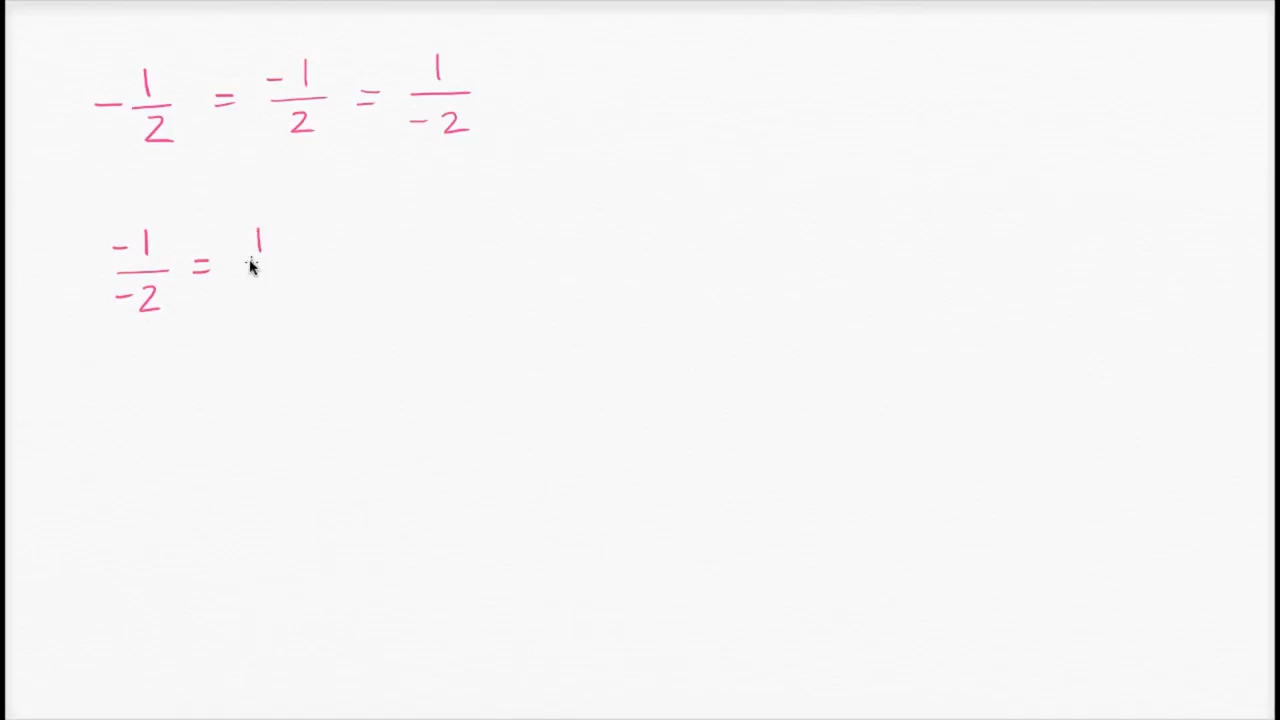 -1/2 = -1/2 = 1/-2
-1/-2 = 1